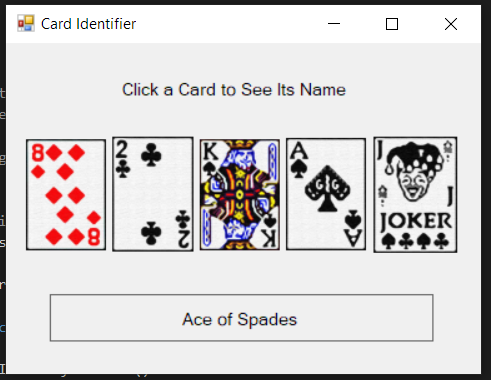 Card Identifier
Click a Card to See Its Name
8 2 K A J
JOKER
8 2 K A J
Ace of Spades